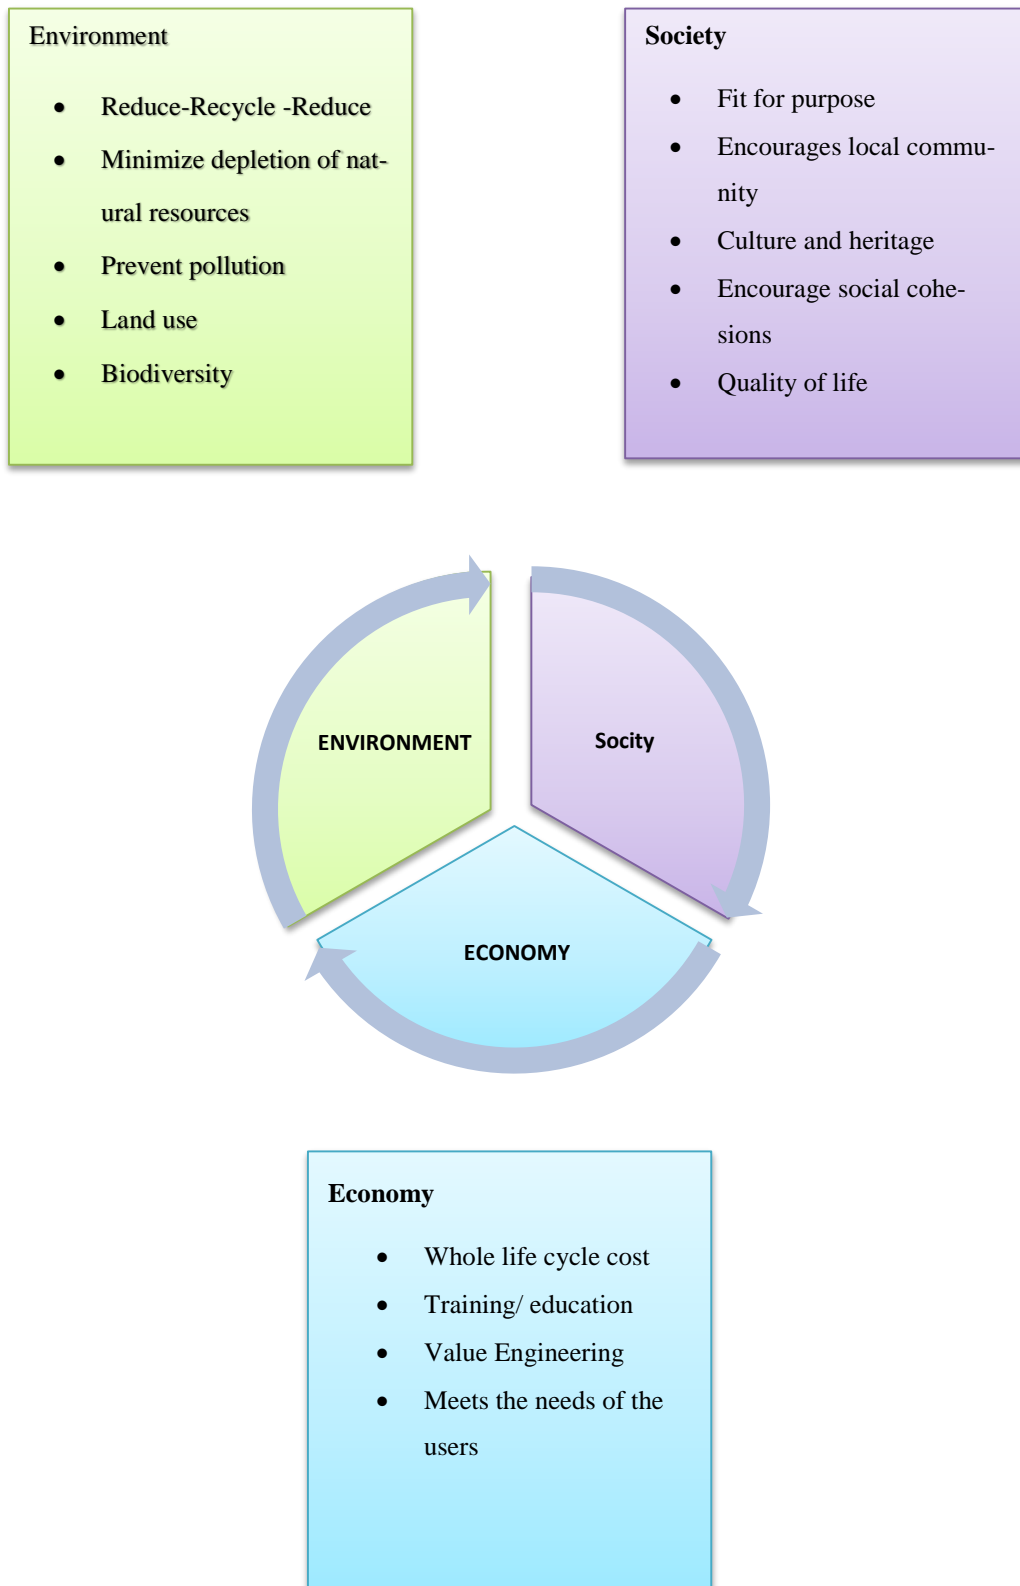 Environment
• Reduce-Recycle -Reduce
• Minimize depletion of nat-
ural resources
• Prevent pollution
• Land use
• Biodiversity
Society
• Fit for purpose
• Encourages local commu-
nity
• Culture and heritage
• Encourage social cohe-
sions
• Quality of life
ENVIRONMENT
Socity
ECONOMY
Economy
• Whole life cycle cost
• Training/ education
• Value Engineering
• Meets the needs of the
users